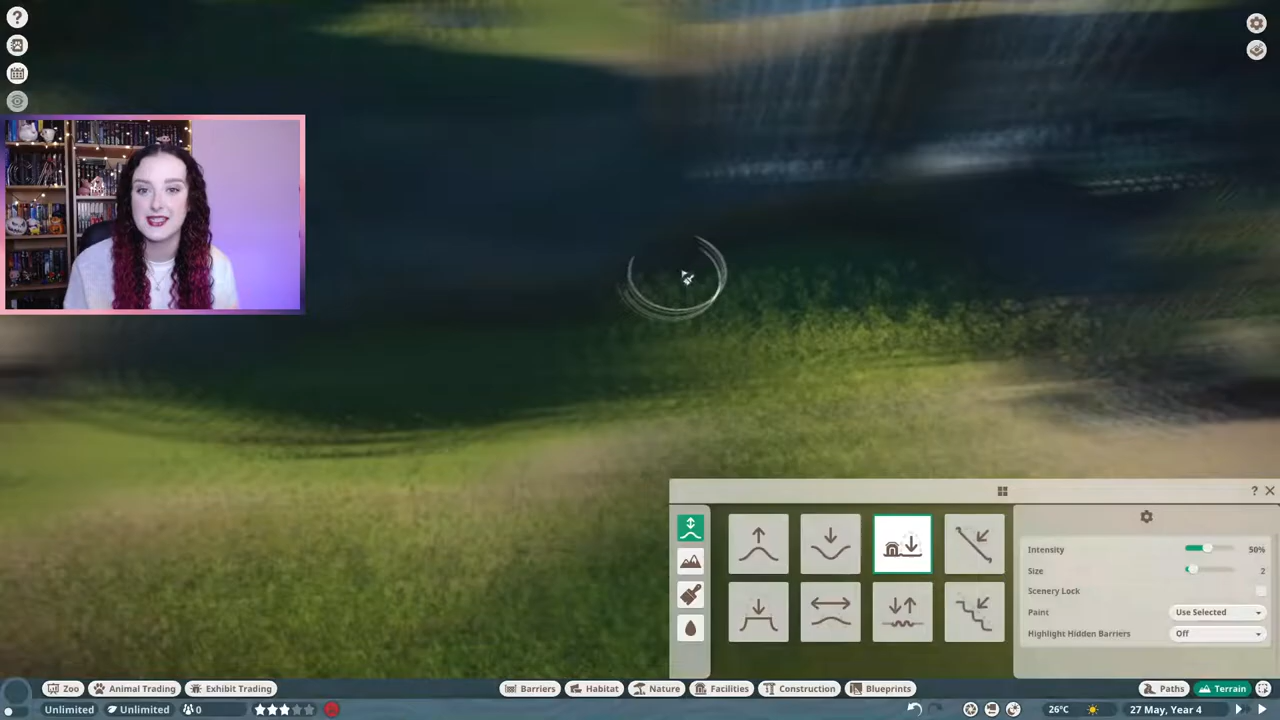 ?
? X
Intensity 50%
Size 2
Scenery Lock
Paint Use Selected
Highlight Hidden Barriers Off
Zoo Animal Trading Exhibit Trading Barriers Habitat Nature Facilities Construction Blueprints Paths Terrain
Unlimited Unlimited 0 26°C 27 May, Year 4